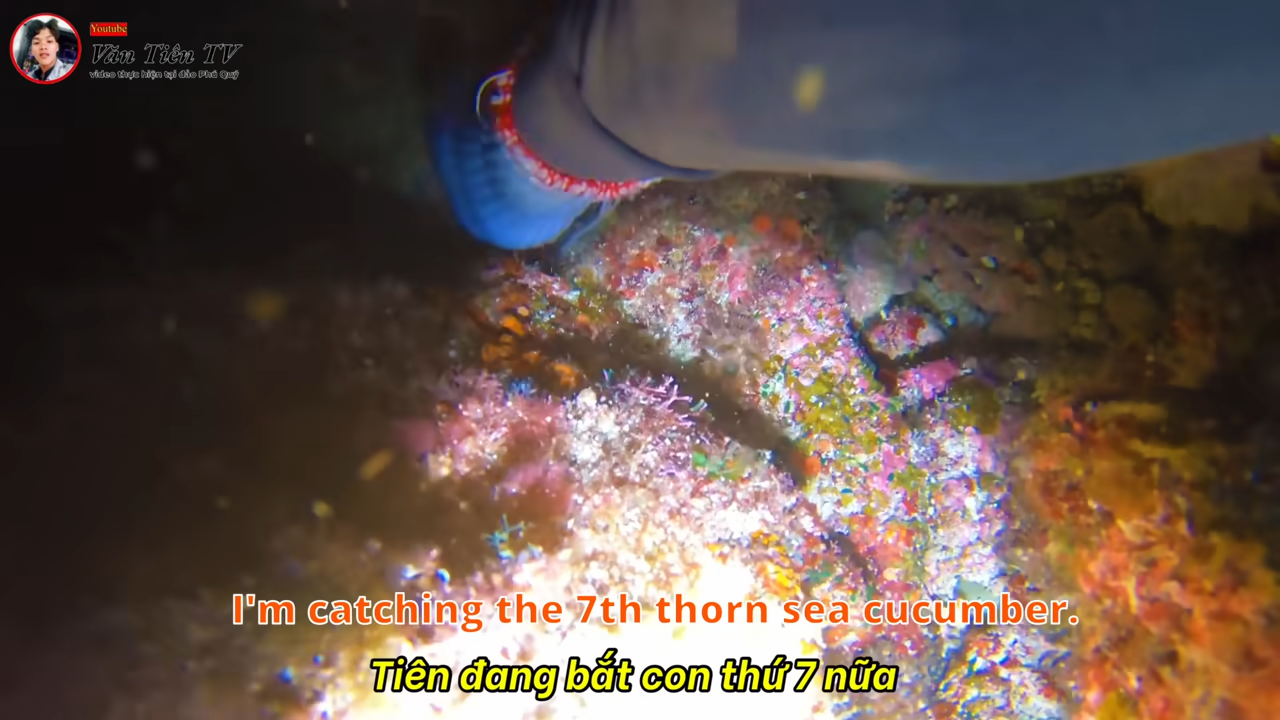 Youtube
Văn Tiên TV
video thực hiện tại đảo Phú Quý
I'm catching the 7th thorn sea cucumber.
Tiên đang bắt con thứ 7 nữa